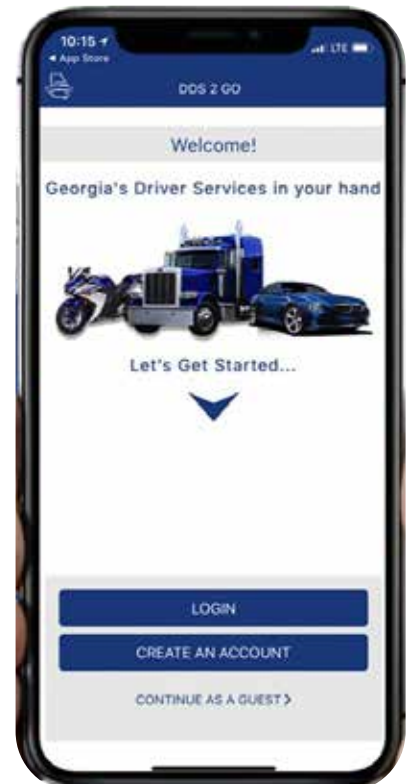 10:15
◂ App Store
LTE
DDS 2 GO
Welcome!
Georgia's Driver Services in your hand
Let's Get Started...
LOGIN
CREATE AN ACCOUNT
CONTINUE AS A GUEST >